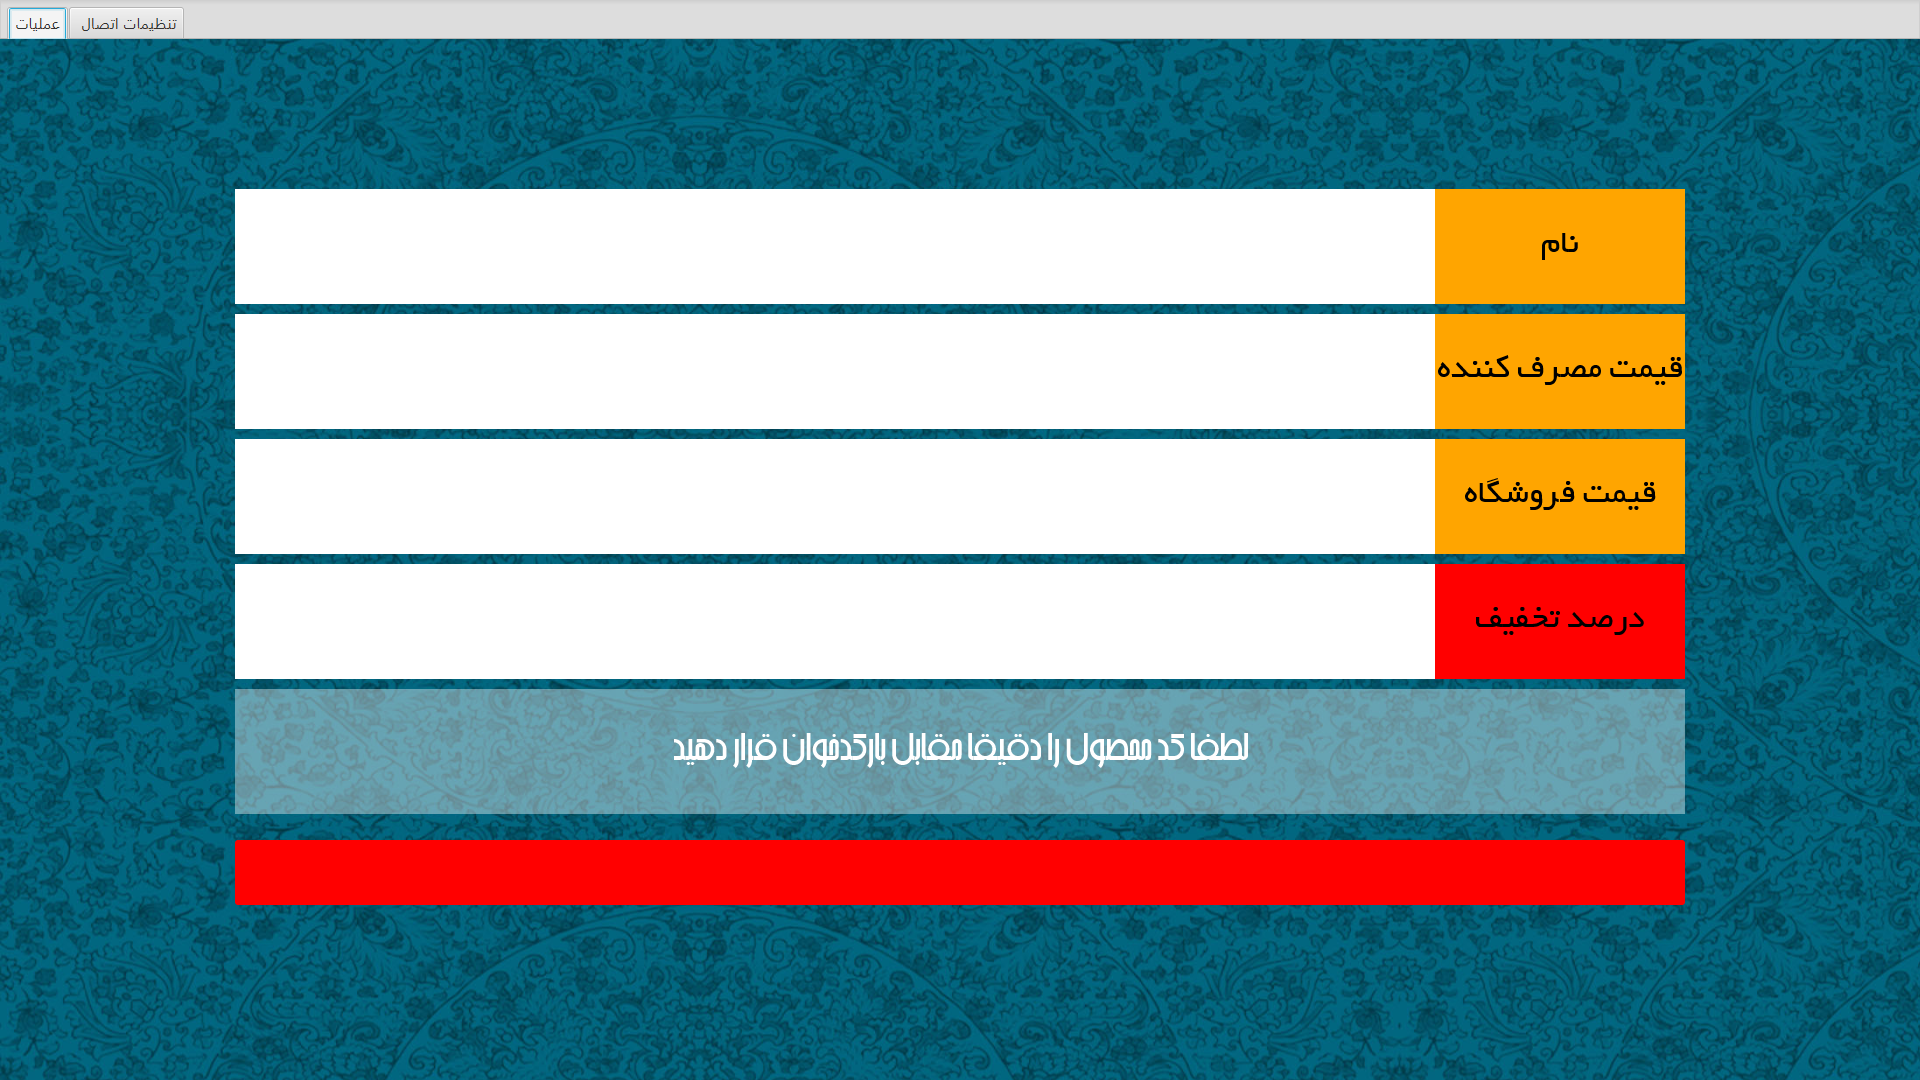 عملیات
تنظیمات اتصال
نام
قیمت مصرف کننده
قیمت فروشگاه
درصد تخفیف
لطفا کد محصول را دقیقا مقابل بارکدخوان قرار دهید